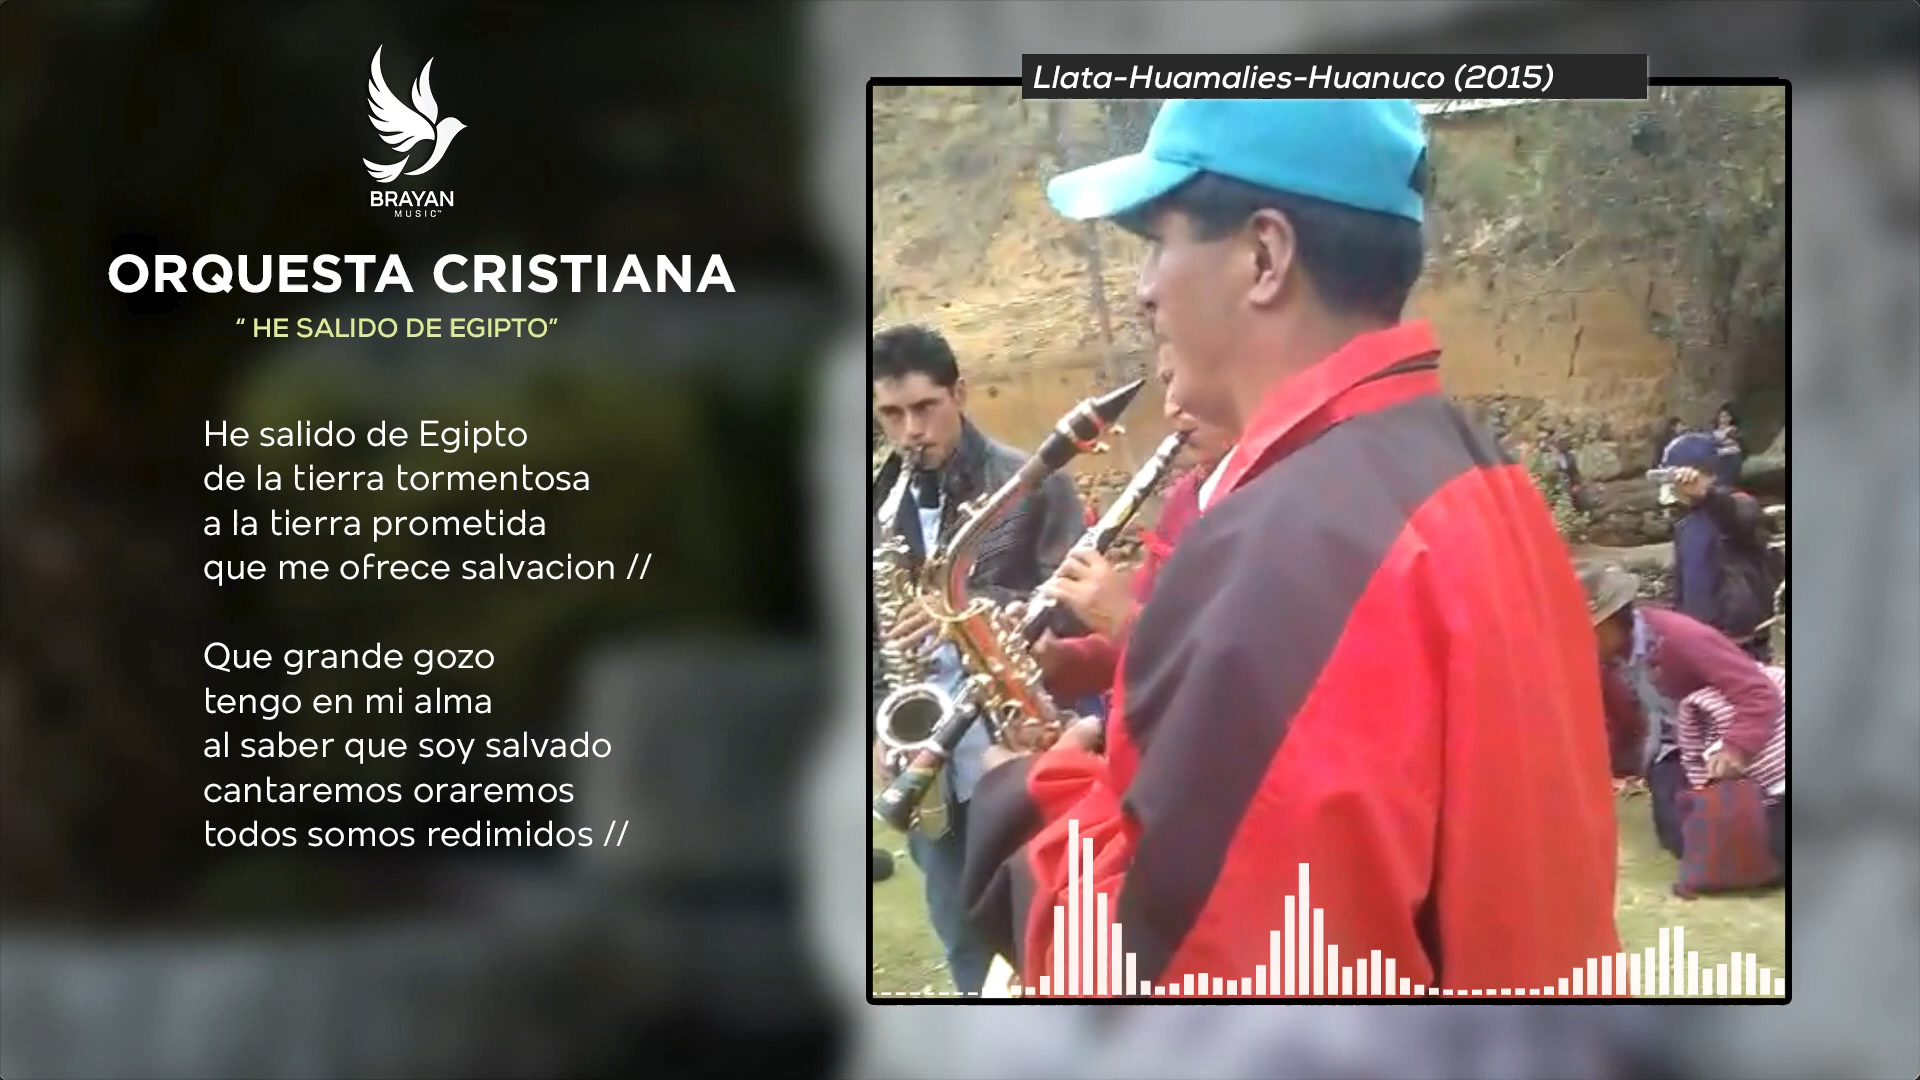 Llata-Huamalies-Huanuco (2015)
BRAYAN
MUSIC™
ORQUESTA CRISTIANA
“ HE SALIDO DE EGIPTO”
He salido de Egipto
de la tierra tormentosa
a la tierra prometida
que me ofrece salvacion //
Que grande gozo
tengo en mi alma
al saber que soy salvado
cantaremos oraremos
todos somos redimidos //